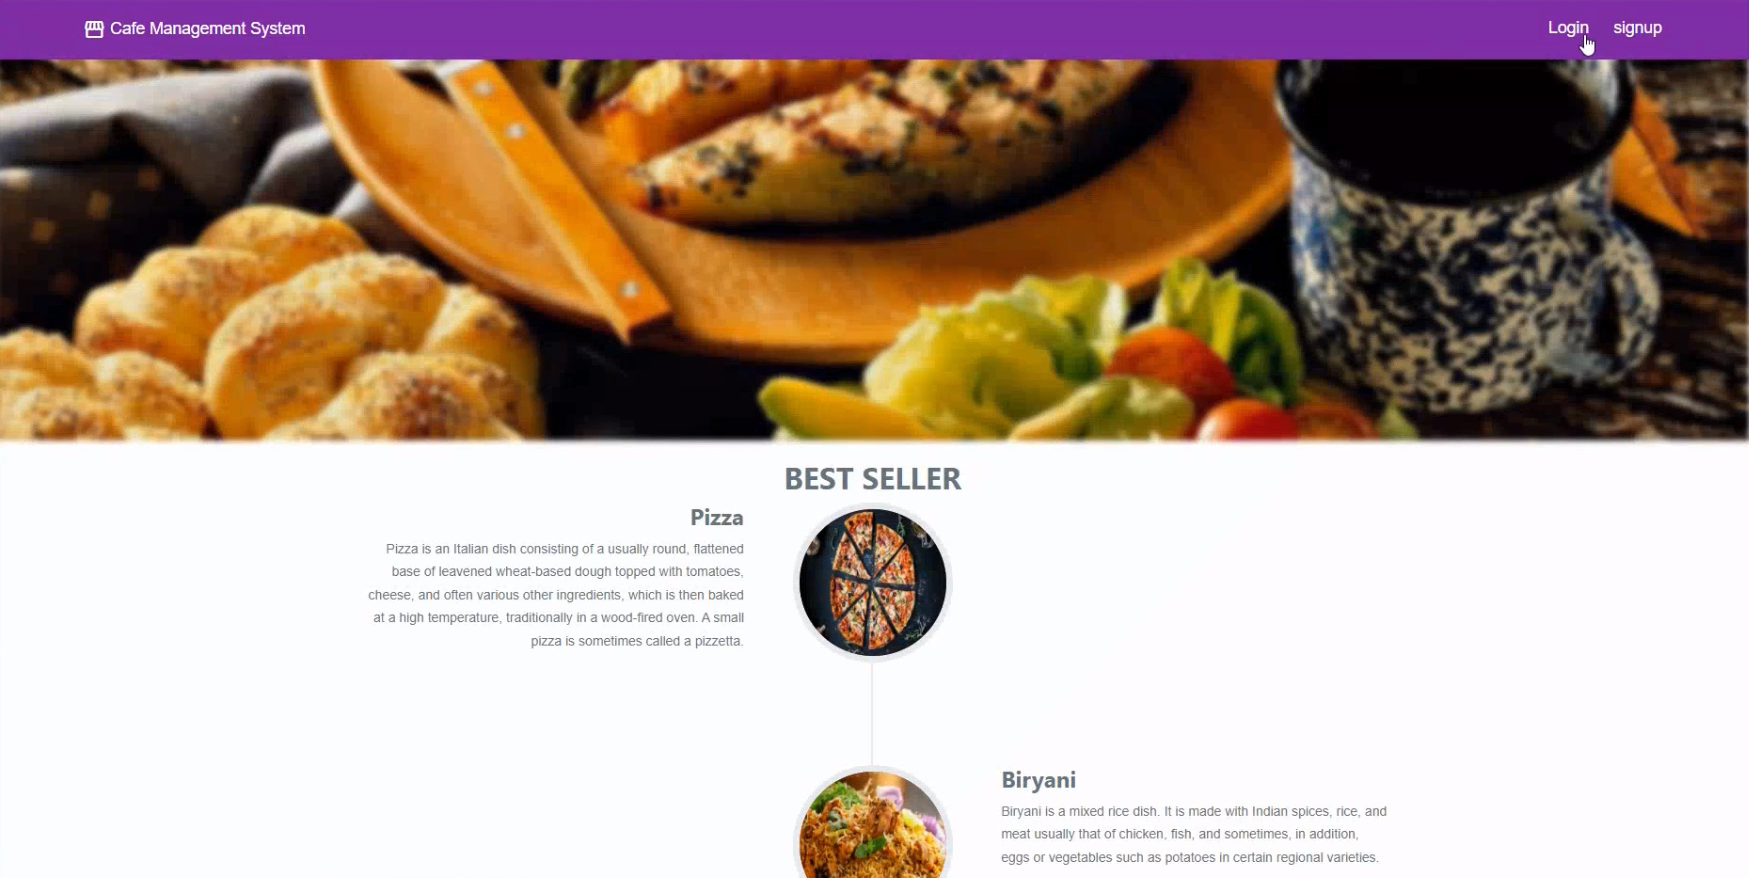 Cafe Management System
Login signup
BEST SELLER
Pizza
Pizza is an Italian dish consisting of a usually round, flattened
base of leavened wheat-based dough topped with tomatoes,
cheese, and often various other ingredients, which is then baked
at a high temperature, traditionally in a wood-fired oven. A small
pizza is sometimes called a pizzetta.
Biryani
Biryani is a mixed rice dish. It is made with Indian spices, rice, and
meat usually that of chicken, fish, and sometimes, in addition,
eggs or vegetables such as potatoes in certain regional varieties.